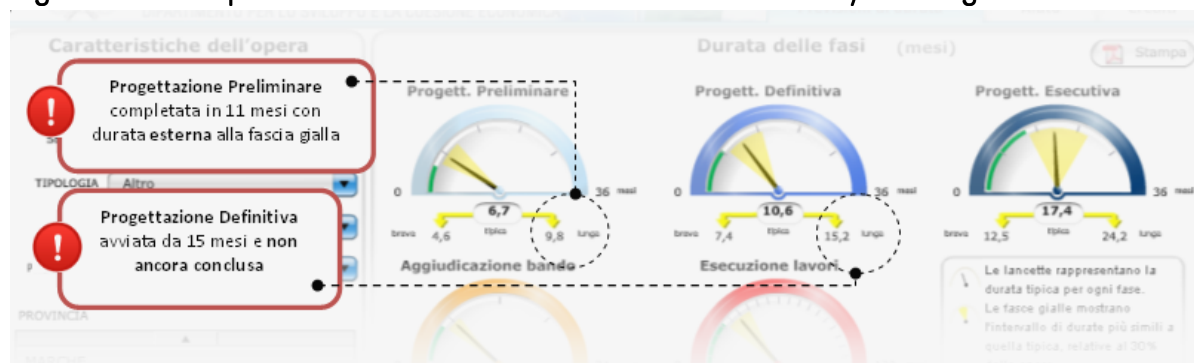 Caratteristiche dell'opera
Durata delle fasi (mesi)
Stampa
Progettazione Preliminare
completata in 11 mesi con
durata esterna alla fascia gialla
TIPOLOGIA Altro
Progettazione Definitiva
avviata da 15 mesi e non
ancora conclusa
PROVINCIA
MARCHE
Progett. Preliminare
0 36 mesi
6,7
breve 4,6 tipica 9,8 lunga
Progett. Definitiva
0 36 mesi
10,6
breve 7,4 tipica 15,2 lunga
Progett. Esecutiva
0 36 mesi
17,4
breve 12,5 tipica 24,2 lunga
Aggiudicazione bando
Esecuzione lavori
Le lancette rappresentano la
durata tipica per ogni fase.
Le fasce gialle mostrano
l'intervallo di durate più simili a
quella tipica, relative al 30%